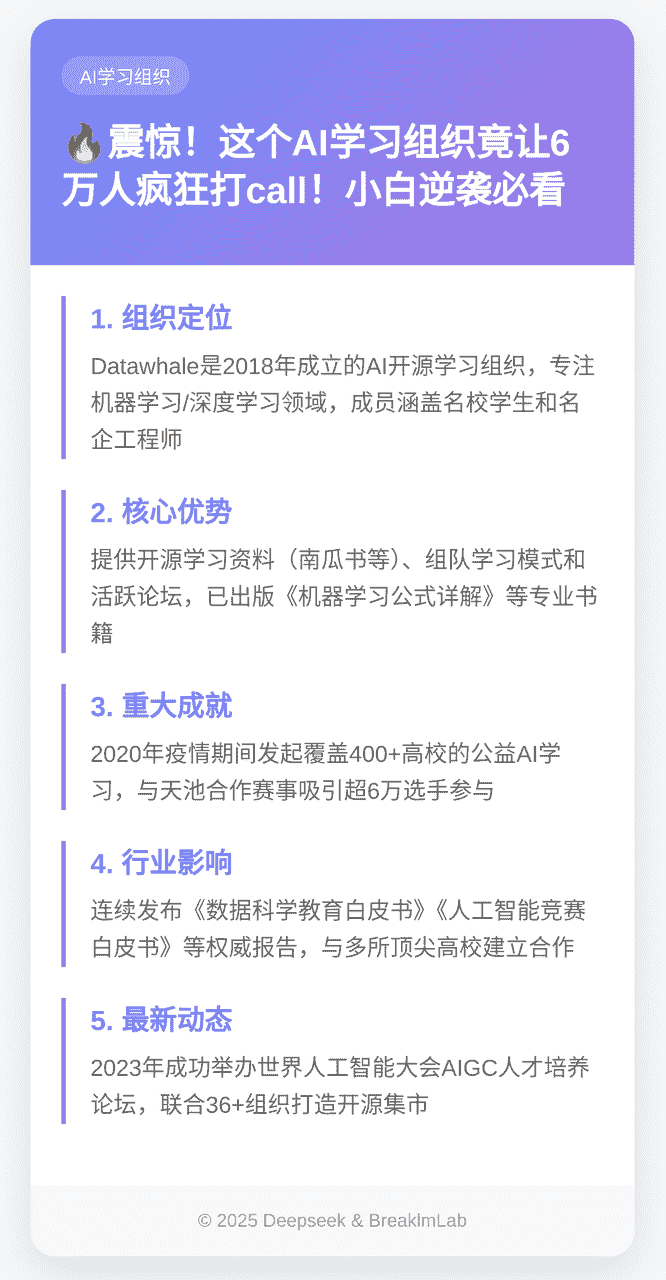 AI学习组织
🔥震惊！这个AI学习组织竟让6
万人疯狂打call！小白逆袭必看
1. 组织定位
Datawhale是2018年成立的AI开源学习组织，专注
机器学习/深度学习领域，成员涵盖名校学生和名
企工程师
2. 核心优势
提供开源学习资料（南瓜书等）、组队学习模式和
活跃论坛，已出版《机器学习公式详解》等专业书
籍
3. 重大成就
2020年疫情期间发起覆盖400+高校的公益AI学
习，与天池合作赛事吸引超6万选手参与
4. 行业影响
连续发布《数据科学教育白皮书》《人工智能竞赛
白皮书》等权威报告，与多所顶尖高校建立合作
5. 最新动态
2023年成功举办世界人工智能大会AIGC人才培养
论坛，联合36+组织打造开源集市
© 2025 Deepseek & BreaklmLab